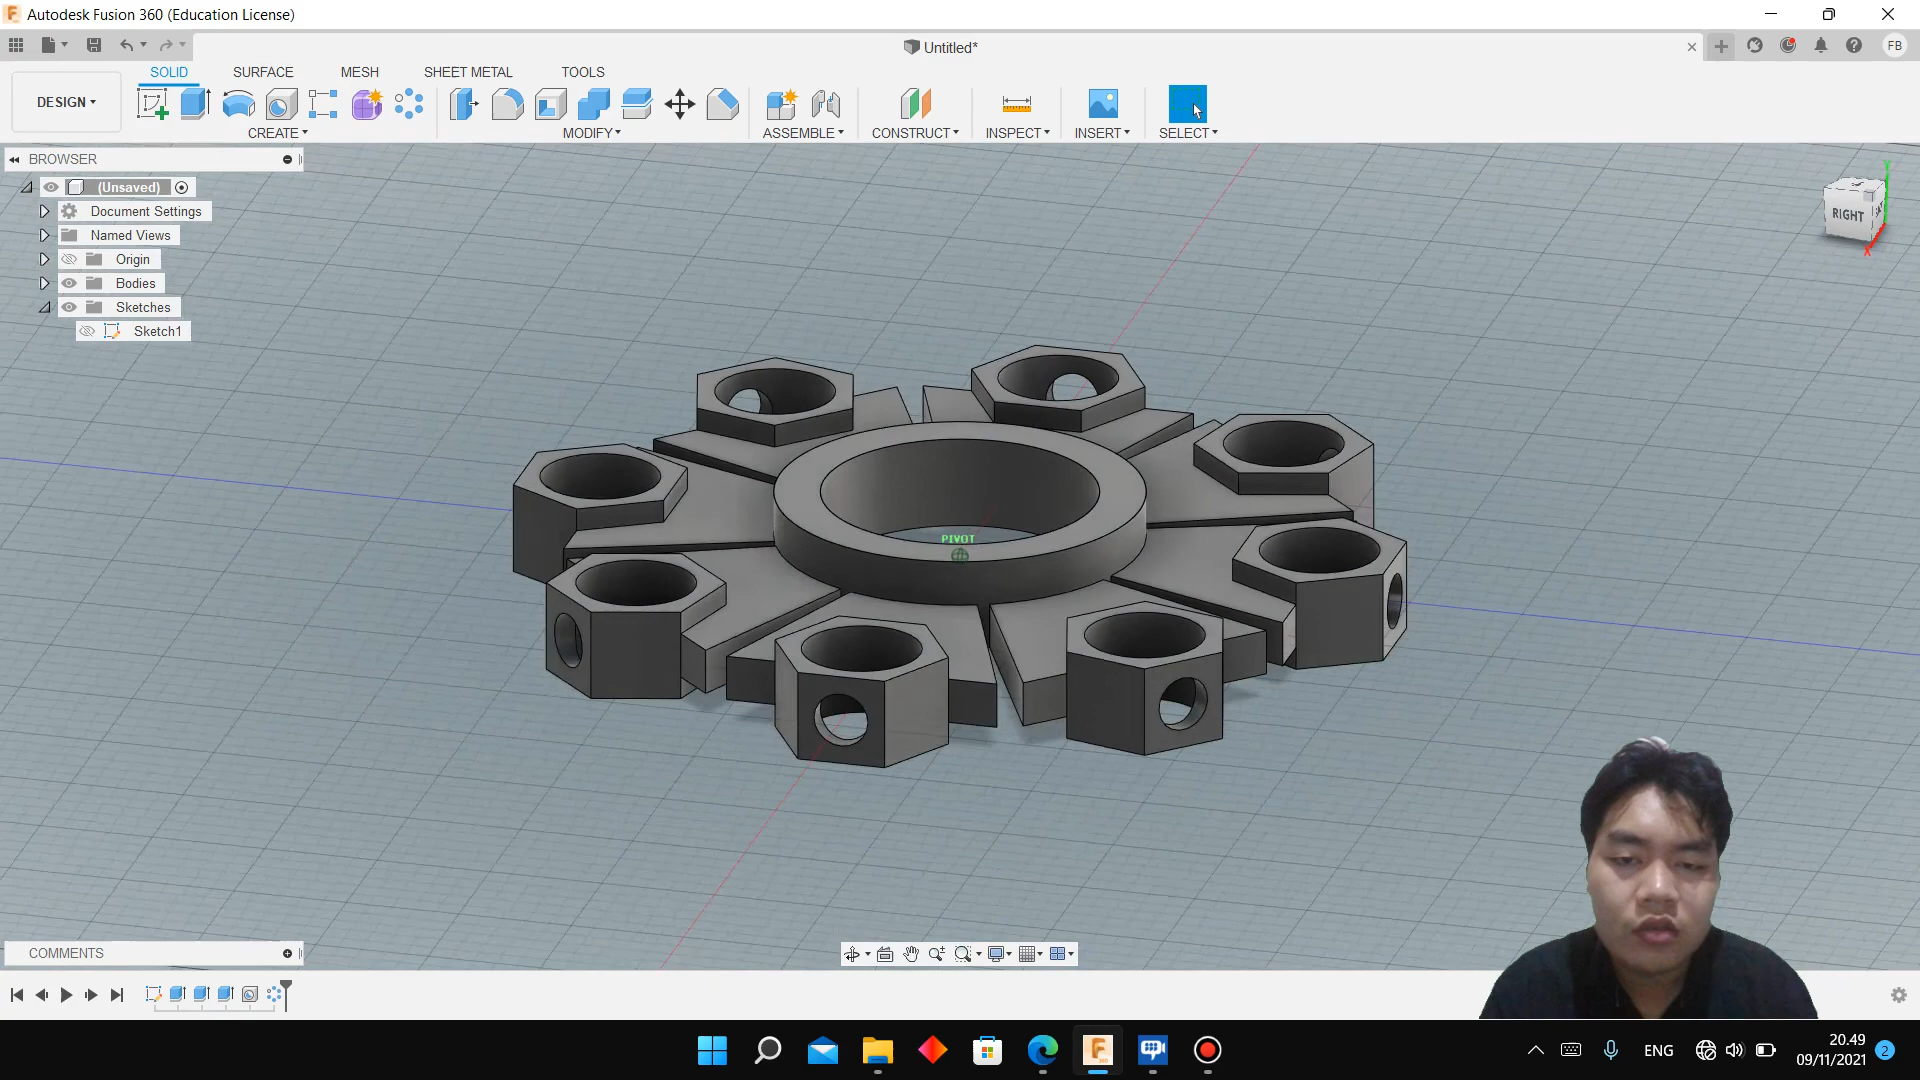 Autodesk Fusion 360 (Education License)
Untitled*
FB
SOLID SURFACE MESH SHEET METAL TOOLS
DESIGN
CREATE MODIFY ASSEMBLE CONSTRUCT INSPECT INSERT SELECT
BROWSER
(Unsaved)
Document Settings
Named Views
Origin
Bodies
Sketches
Sketch1
Y
RIGHT
X
PIVOT
COMMENTS
ENG
20.49
09/11/2021
2